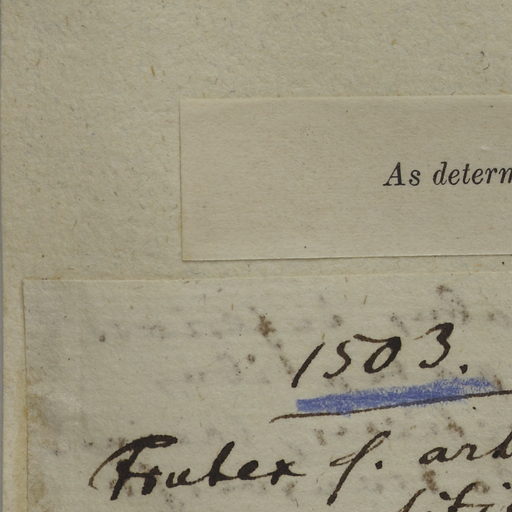 As determ
1503.
Frutex f. arb